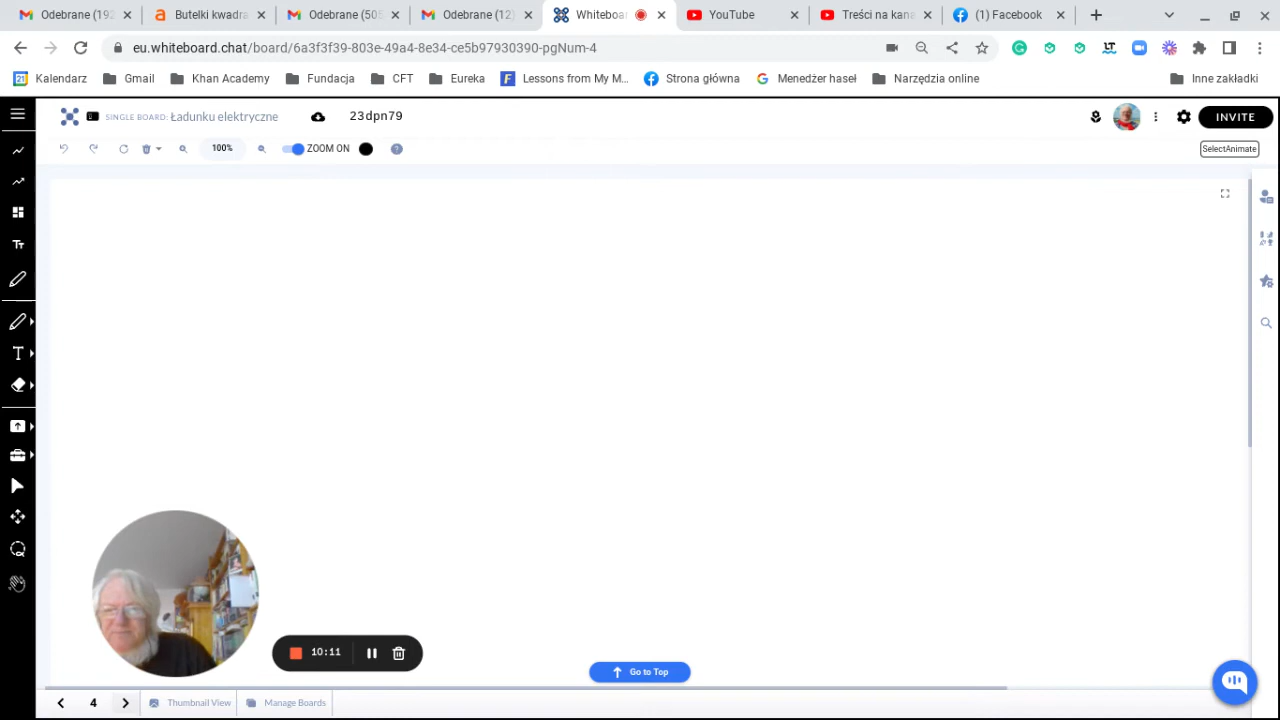 Odebrane (192
Butelki kwadra
Odebrane (505
Odebrane (12)
Whiteboa
YouTube
Treści na kana
(1) Facebook
eu.whiteboard.chat/board/6a3f3f39-803e-49a4-8e34-ce5b97930390-pgNum-4
Kalendarz
Gmail
Khan Academy
Fundacja
CFT
Eureka
Lessons from My M...
Strona główna
Menedżer haseł
Narzędzia online
Inne zakładki
SINGLE BOARD: Ładunku elektryczne
23dpn79
INVITE
100%
ZOOM ON
SelectAnimate
10:11
Go to Top
4
Thumbnail View
Manage Boards